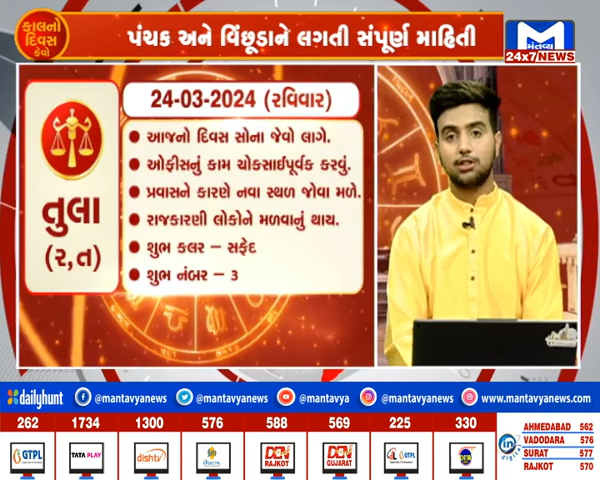 કાલનો
દિવસ
કેવો
પંચક અને વિંછૂડાને લગતી સંપૂર્ણ માહિતી
મંતવ્ય
24x7NEWS
24-03-2024 (રવિવાર)
આજનો દિવસ સોના જેવો લાગે.
ઓફીસનું કામ ચોકસાઈપૂર્વક કરવું.
પ્રવાસને કારણે નવા સ્થળ જોવા મળે.
રાજકારણી લોકોને મળવાનું થાય.
શુભ કલર – સફેદ
શુભ નંબર – ૩
તુલા
(ર,ત)
dailyhunt
@mantavyanews
@mantavyanews
@mantavya
@mantavyanews
www.mantavyanews.com
262 1734 1300 576 588 569 225 330
GTPL
TATA PLAY
dishtv
DEN
RAJKOT
DEN
GUJARAT
GTPL
in
digital
AHMEDABAD 562
VADODARA 576
SURAT 577
RAJKOT 570